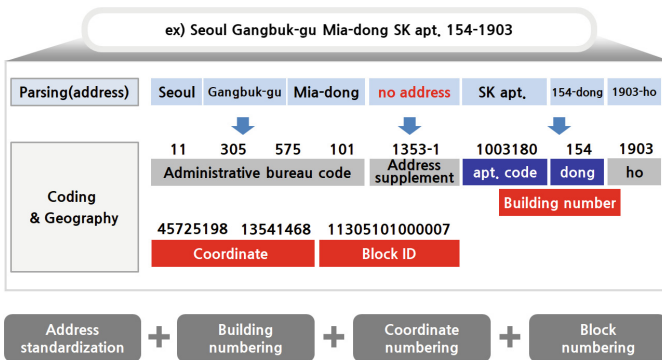 ex) Seoul Gangbuk-gu Mia-dong SK apt. 154-1903
Parsing(address) Seoul Gangbuk-gu Mia-dong no address SK apt. 154-dong 1903-ho
11 305 575 101 1353-1 1003180 154 1903
Administrative bureau code Address supplement apt. code dong ho
Coding & Geography
Building number
45725198 13541468 11305101000007
Coordinate Block ID
Address standardization + Building numbering + Coordinate numbering + Block numbering